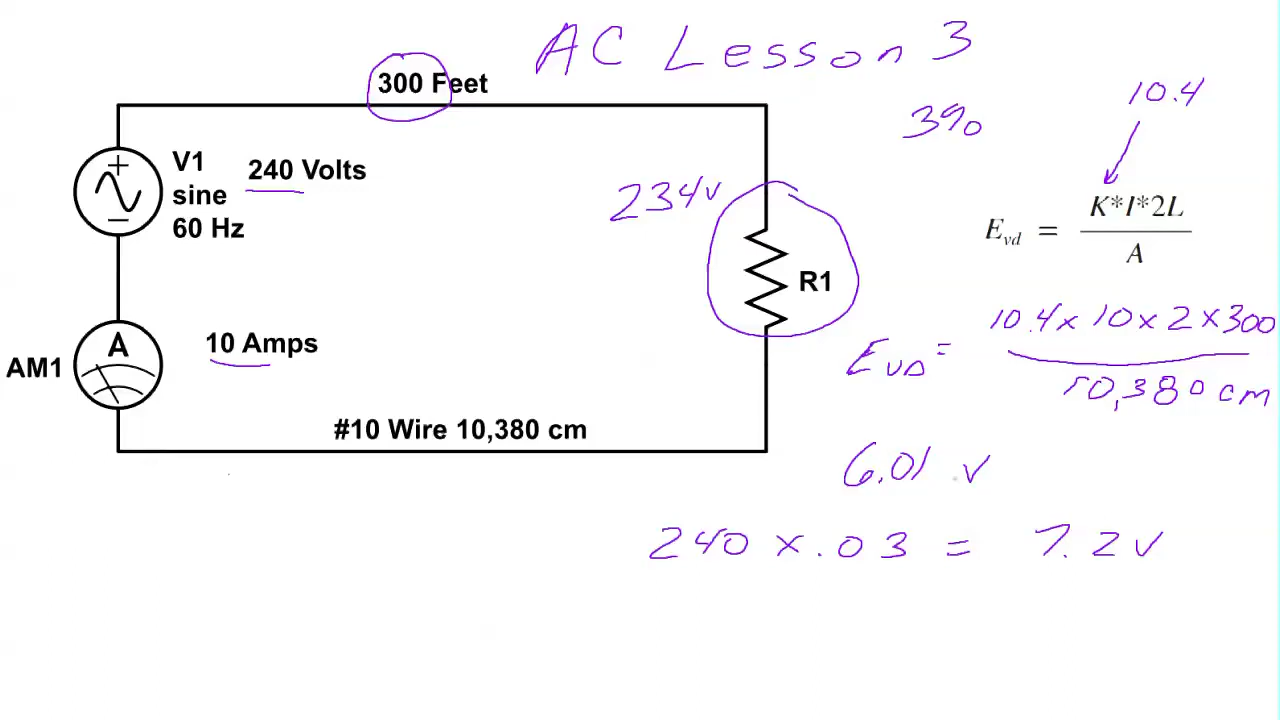 AC Lesson 3
300 Feet
10.4
3%
V1
sine
60 Hz
240 Volts
234v
K*I*2L
E_vd = 
A
+
−
R1
10.4 x 10 x 2 x 300
E_VD =
10,380 cm
A
AM1
10 Amps
#10 Wire 10,380 cm
6.01 v
240 x .03 = 7.2v